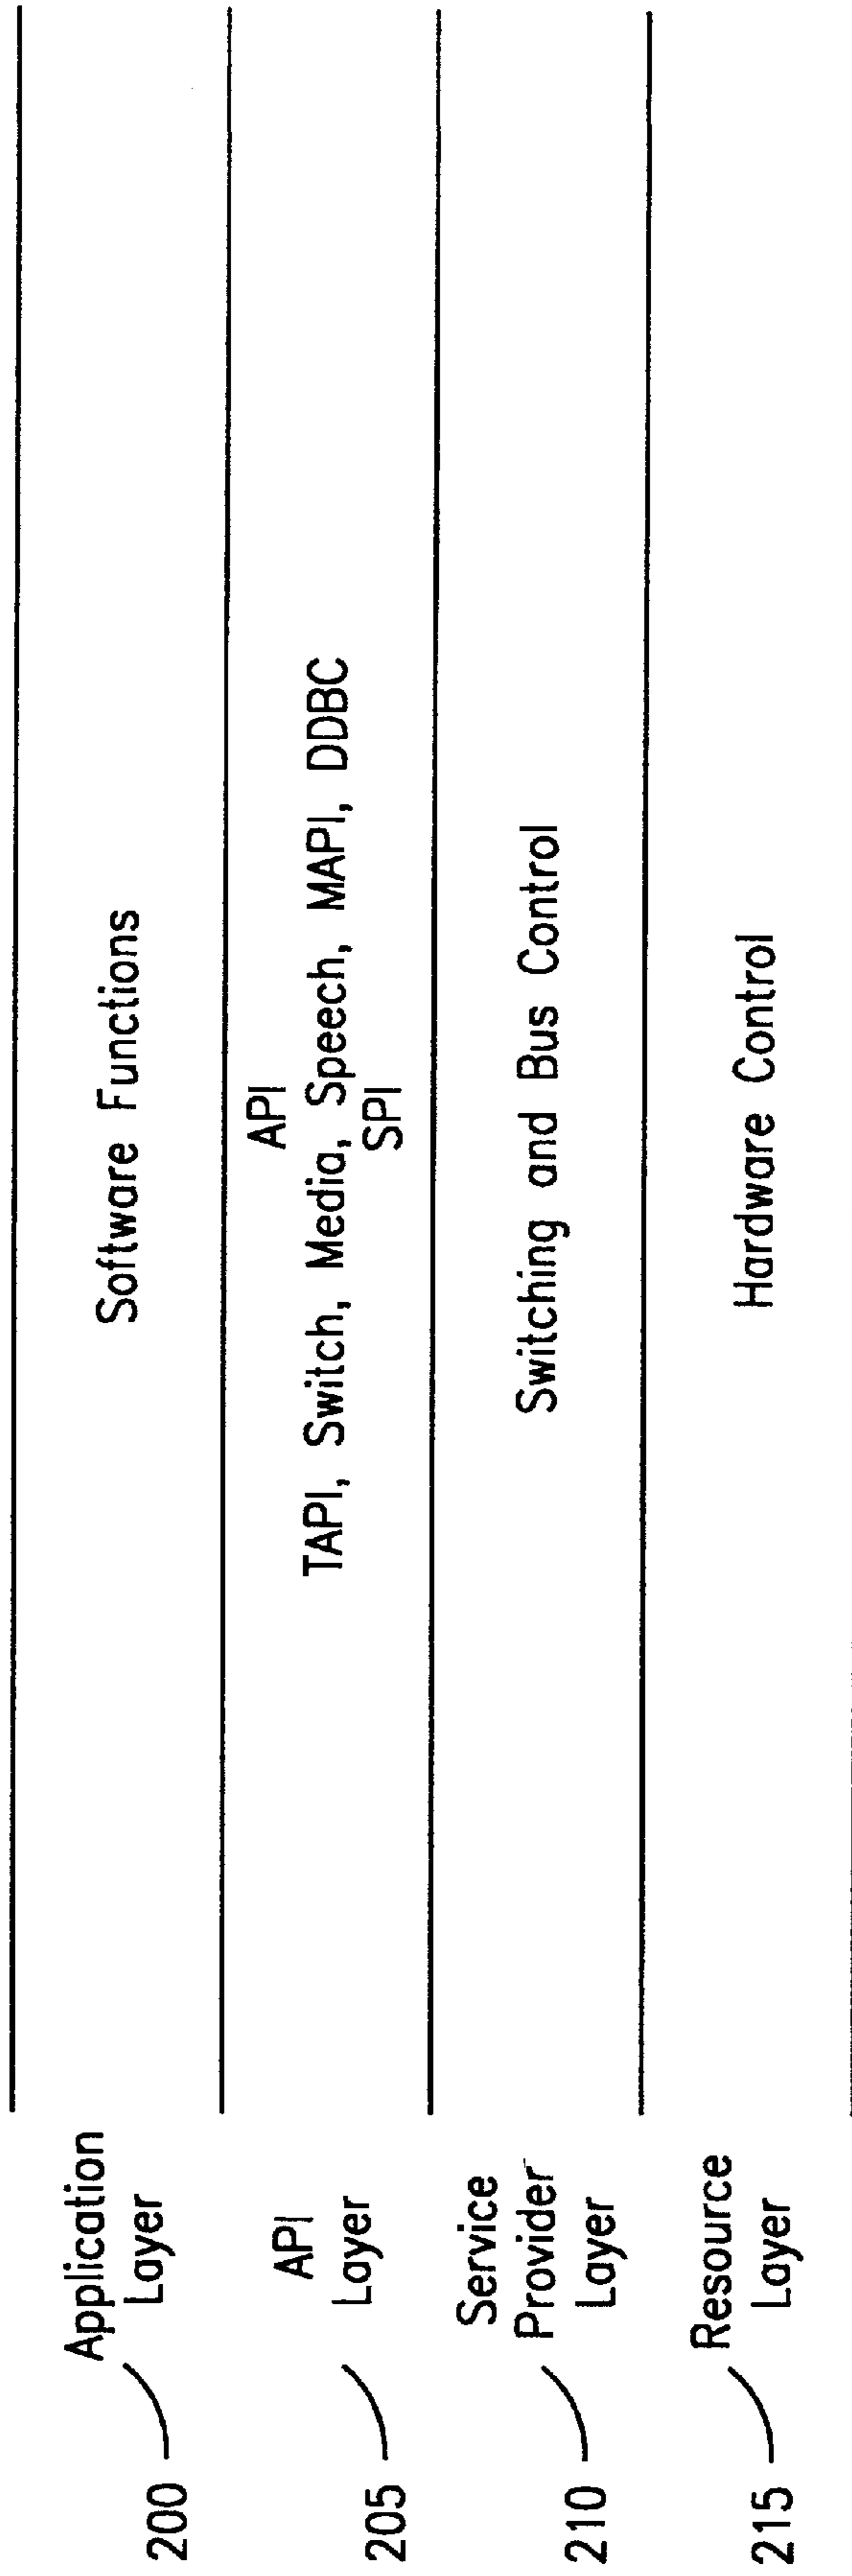 200
Application
Layer
Software Functions
205
API
Layer
API
TAPI, Switch, Media, Speech, MAPI, DDBC
SPI
210
Service
Provider
Layer
Switching and Bus Control
215
Resource
Layer
Hardware Control